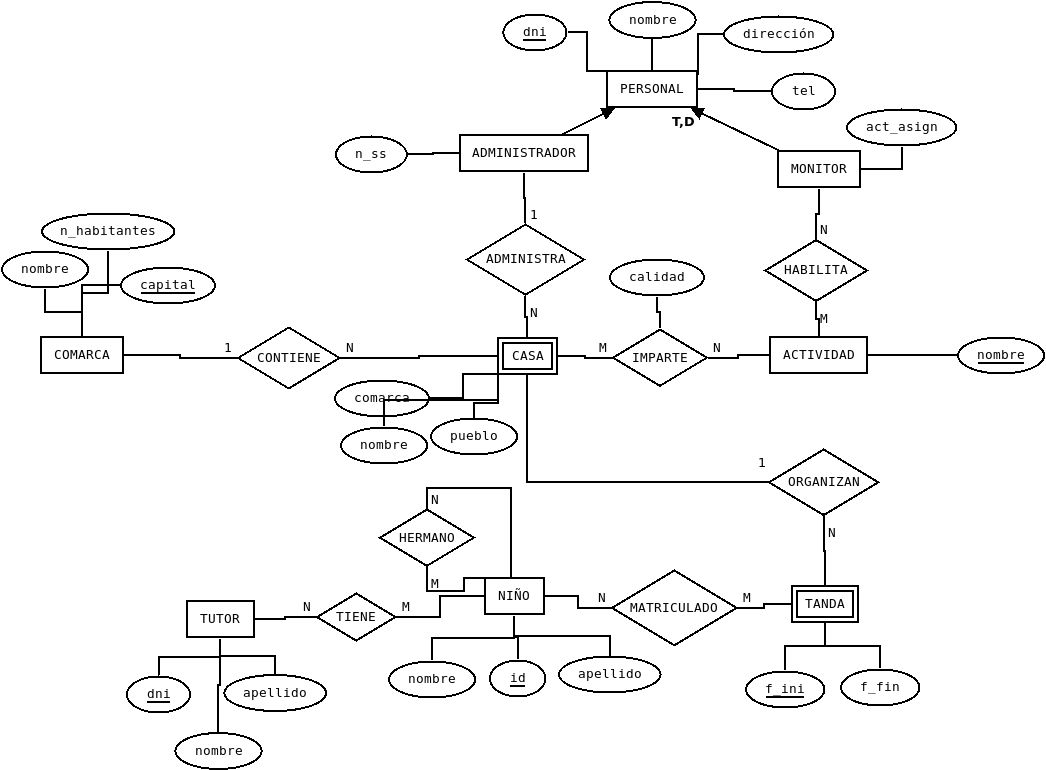 nombre
dni
dirección
PERSONAL
tel
T,D
act_asign
n_ss
ADMINISTRADOR
MONITOR
1
n_habitantes
N
nombre
ADMINISTRA
HABILITA
capital
calidad
N
M
COMARCA
1
CONTIENE
N
CASA
M
IMPARTE
N
ACTIVIDAD
nombre
comarca
nombre
pueblo
1
ORGANIZAN
N
HERMANO
N
M
NIÑO
N
MATRICULADO
M
TANDA
TUTOR
N
TIENE
M
nombre
id
apellido
f_ini
f_fin
dni
apellido
nombre